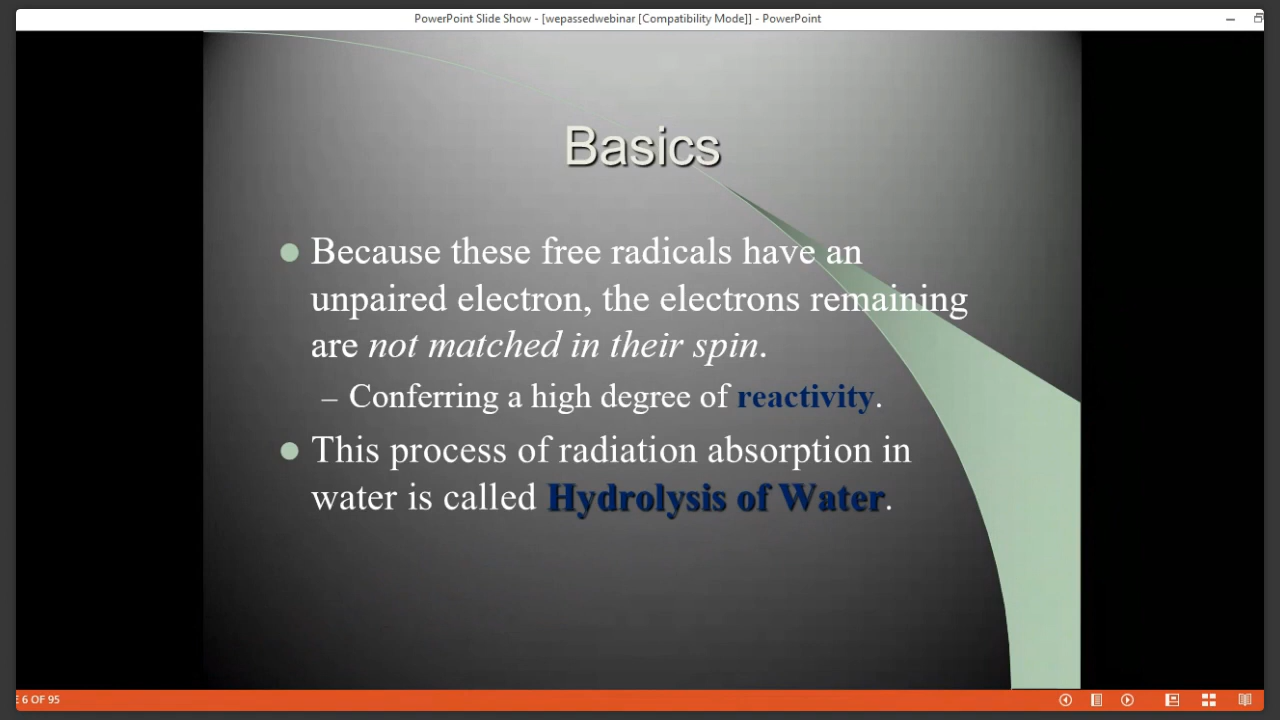 PowerPoint Slide Show - [wepassedwebinar [Compatibility Mode]] - PowerPoint
Basics
Because these free radicals have an
unpaired electron, the electrons remaining
are not matched in their spin.
– Conferring a high degree of reactivity.
This process of radiation absorption in
water is called Hydrolysis of Water.
6 OF 95